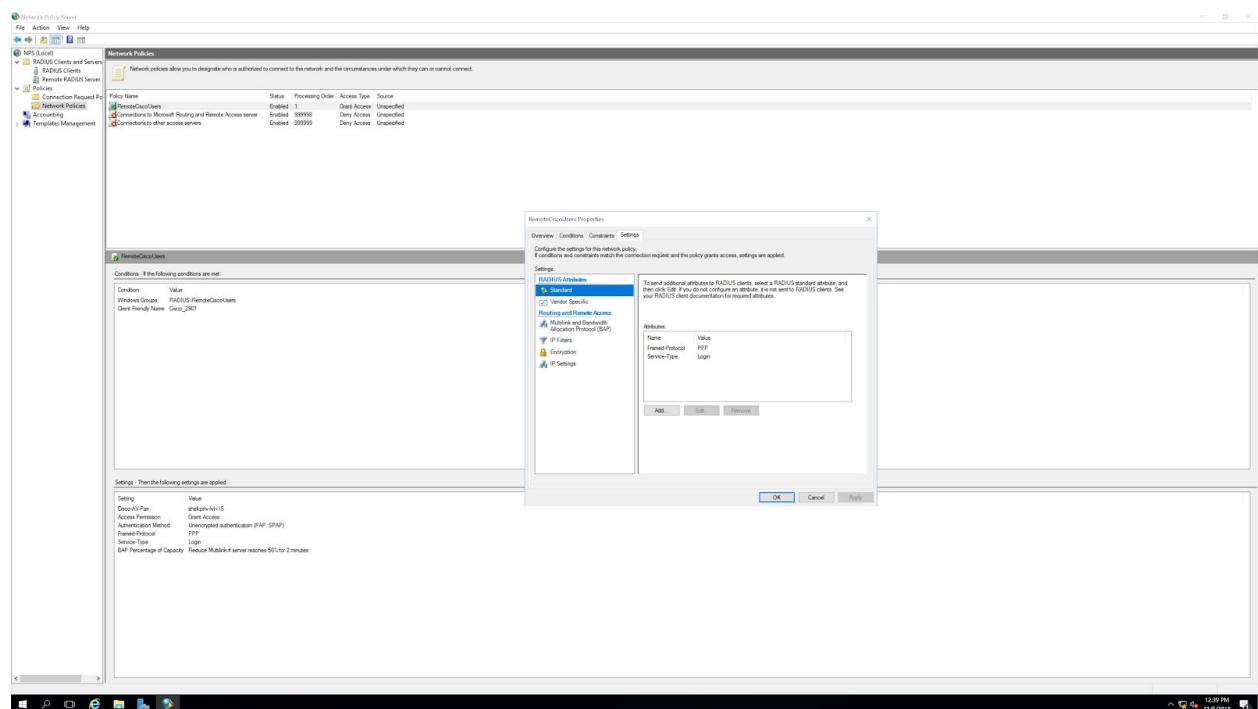 Network Policy Server
File Action View Help
NPS (Local)
RADIUS Clients and Servers
RADIUS Clients
Remote RADIUS Server
Policies
Connection Request Po
Network Policies
Accounting
Templates Management
Network Policies
Network policies allow you to designate who is authorized to connect to the network and the circumstances under which they can or cannot connect.
Policy Name Status Processing Order Access Type Source
RemoteCiscoUsers Enabled 1 Grant Access Unspecified
Connections to Microsoft Routing and Remote Access server Enabled 999998 Deny Access Unspecified
Connections to other access servers Enabled 999999 Deny Access Unspecified
RemoteCiscoUsers
Conditions - If the following conditions are met:
Condition Value
Windows Groups RADIUS\RemoteCiscoUsers
Client Friendly Name Cisco_2901
Settings - Then the following settings are applied:
Setting Value
Cisco-AV-Pair shell:priv-lvl=15
Access Permission Grant Access
Authentication Method Unencrypted authentication (PAP, SPAP)
Framed-Protocol PPP
Service-Type Login
BAP Percentage of Capacity Reduce Multilink if server reaches 50% for 2 minutes
RemoteCiscoUsers Properties
Overview Conditions Constraints Settings
Configure the settings for this network policy.
If conditions and constraints match the connection request and the policy grants access, settings are applied.
Settings:
RADIUS Attributes
Standard
Vendor Specific
Routing and Remote Access
Multilink and Bandwidth
Allocation Protocol (BAP)
IP Filters
Encryption
IP Settings
To send additional attributes to RADIUS clients, select a RADIUS standard attribute, and
then click Edit. If you do not configure an attribute, it is not sent to RADIUS clients. See
your RADIUS client documentation for required attributes.
Attributes:
Name Value
Framed-Protocol PPP
Service-Type Login
Add... Edit... Remove
OK Cancel Apply
12:39 PM